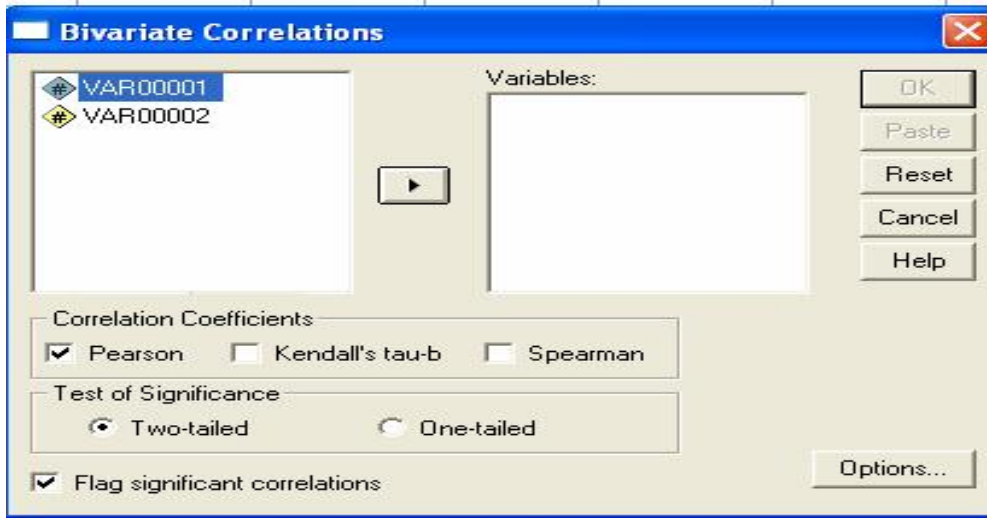 Bivariate Correlations
# VAR00001
# VAR00002
Variables:
OK
Paste
Reset
Cancel
Help
Correlation Coefficients
Pearson Kendall's tau-b Spearman
Test of Significance
Two-tailed One-tailed
Flag significant correlations
Options...